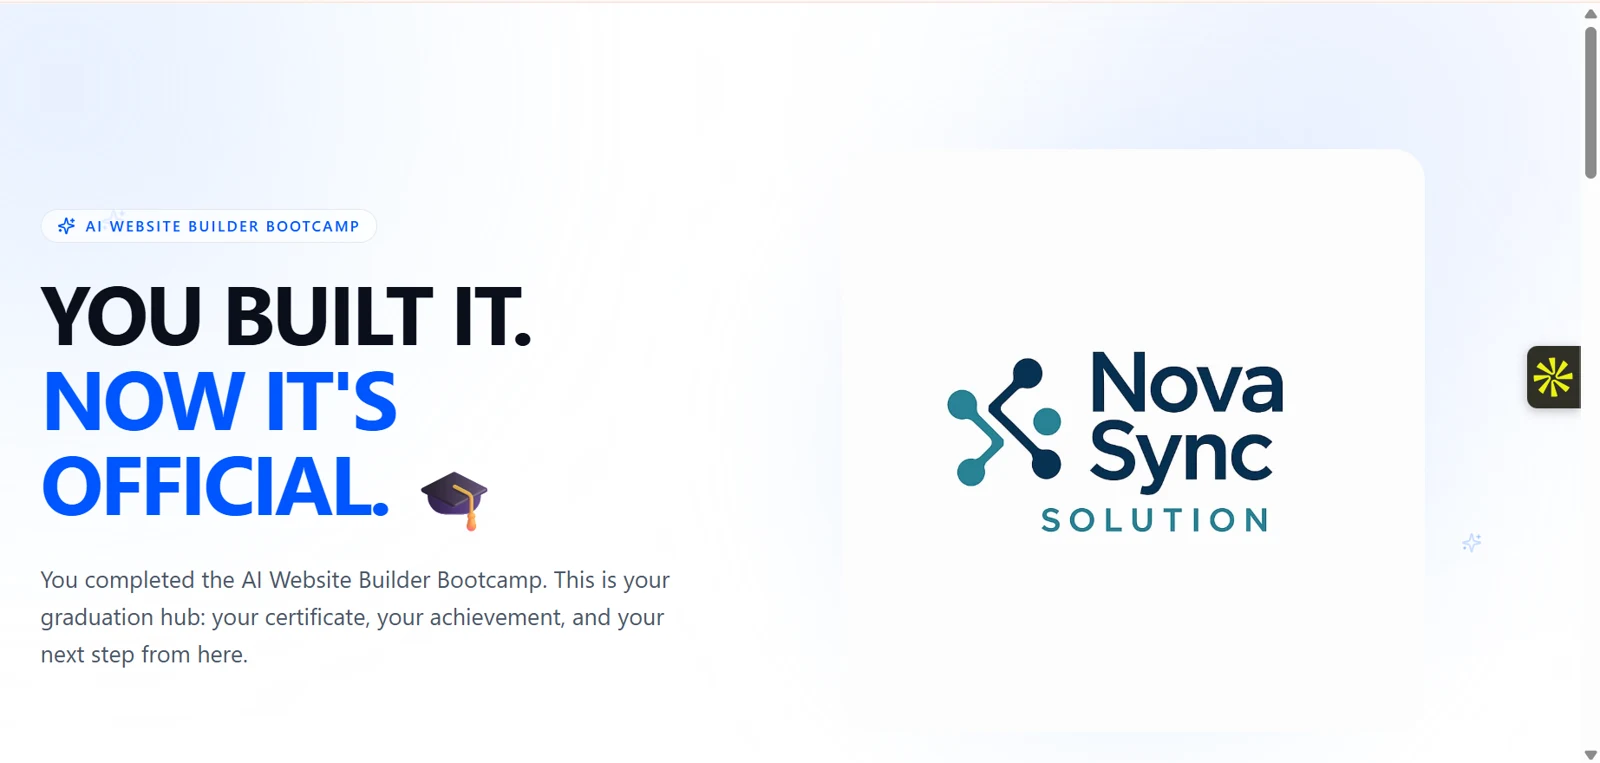 AI WEBSITE BUILDER BOOTCAMP
YOU BUILT IT.
NOW IT'S
OFFICIAL.
You completed the AI Website Builder Bootcamp. This is your
graduation hub: your certificate, your achievement, and your
next step from here.
Nova
Sync
SOLUTION